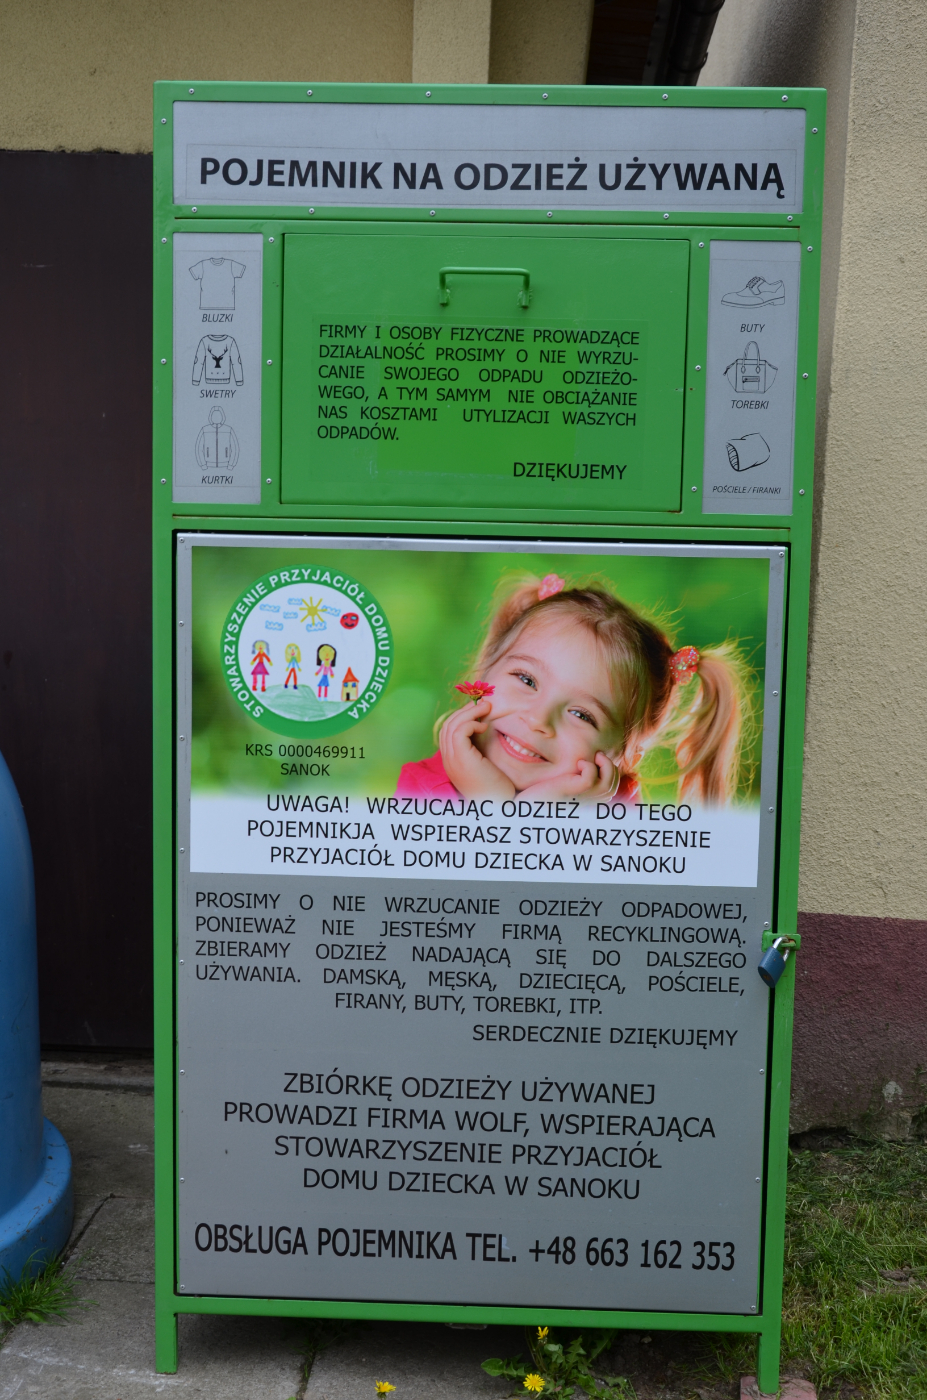 POJEMNIK NA ODZIEŻ UŻYWANĄ
BLUZKI
SWETRY
KURTKI
FIRMY I OSOBY FIZYCZNE PROWADZĄCE
DZIAŁALNOŚĆ PROSIMY O NIE WYRZU-
CANIE SWOJEGO ODPADU ODZIEŻO-
WEGO, A TYM SAMYM NIE OBCIĄŻANIE
NAS KOSZTAMI UTYLIZACJI WASZYCH
ODPADÓW.
DZIĘKUJEMY
BUTY
TOREBKI
POŚCIELE / FIRANKI
STOWARZYSZENIE PRZYJACIÓŁ DOMU DZIECKA
KRS 0000469911
SANOK
UWAGA! WRZUCAJĄC ODZIEŻ DO TEGO
POJEMNIKJA WSPIERASZ STOWARZYSZENIE
PRZYJACIÓŁ DOMU DZIECKA W SANOKU
PROSIMY O NIE WRZUCANIE ODZIEŻY ODPADOWEJ,
PONIEWAŻ NIE JESTEŚMY FIRMĄ RECYKLINGOWĄ.
ZBIERAMY ODZIEŻ NADAJĄCĄ SIĘ DO DALSZEGO
UŻYWANIA. DAMSKĄ, MĘSKĄ, DZIECIĘCĄ, POŚCIELE,
FIRANY, BUTY, TOREBKI, ITP.
SERDECZNIE DZIĘKUJĘMY
ZBIÓRKĘ ODZIEŻY UŻYWANEJ
PROWADZI FIRMA WOLF, WSPIERAJĄCA
STOWARZYSZENIE PRZYJACIÓŁ
DOMU DZIECKA W SANOKU
OBSŁUGA POJEMNIKA TEL. +48 663 162 353